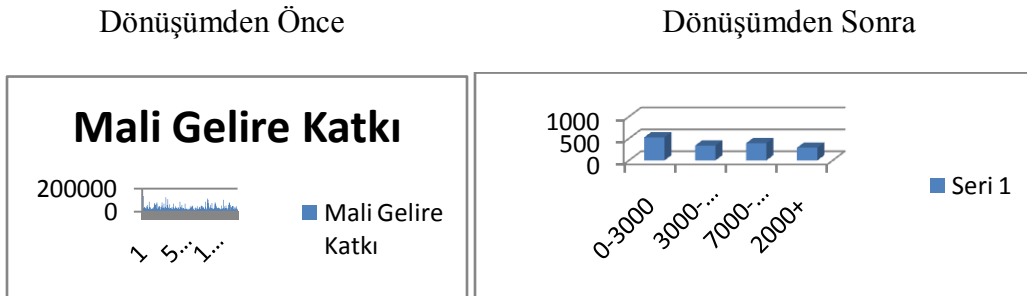 Dönüşümden Önce
Dönüşümden Sonra
Mali Gelire Katkı
200000
0
1
5...
1...
Mali Gelire
Katkı
1000
500
0
0-3000
3000-...
7000-...
2000+
Seri 1